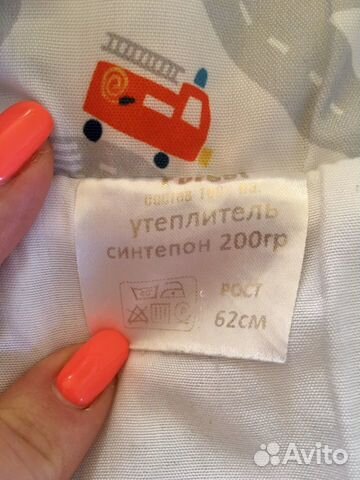 утеплитель
синтепон 200гр
РОСТ
62см
Avito